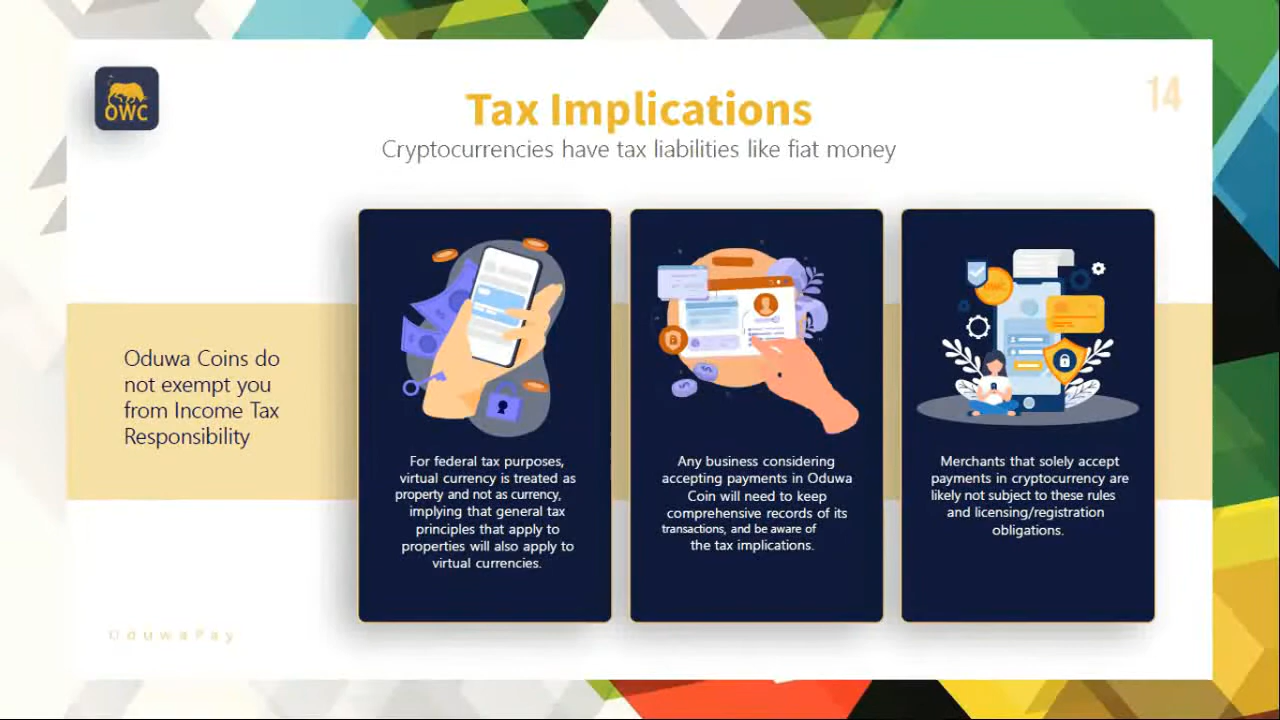 OWC
14
Tax Implications
Cryptocurrencies have tax liabilities like fiat money
Oduwa Coins do
not exempt you
from Income Tax
Responsibility
For federal tax purposes,
virtual currency is treated as
property and not as currency,
implying that general tax
principles that apply to
properties will also apply to
virtual currencies.
Any business considering
accepting payments in Oduwa
Coin will need to keep
comprehensive records of its
transactions, and be aware of
the tax implications.
OWC
Merchants that solely accept
payments in cryptocurrency are
likely not subject to these rules
and licensing/registration
obligations.
OduwaPay